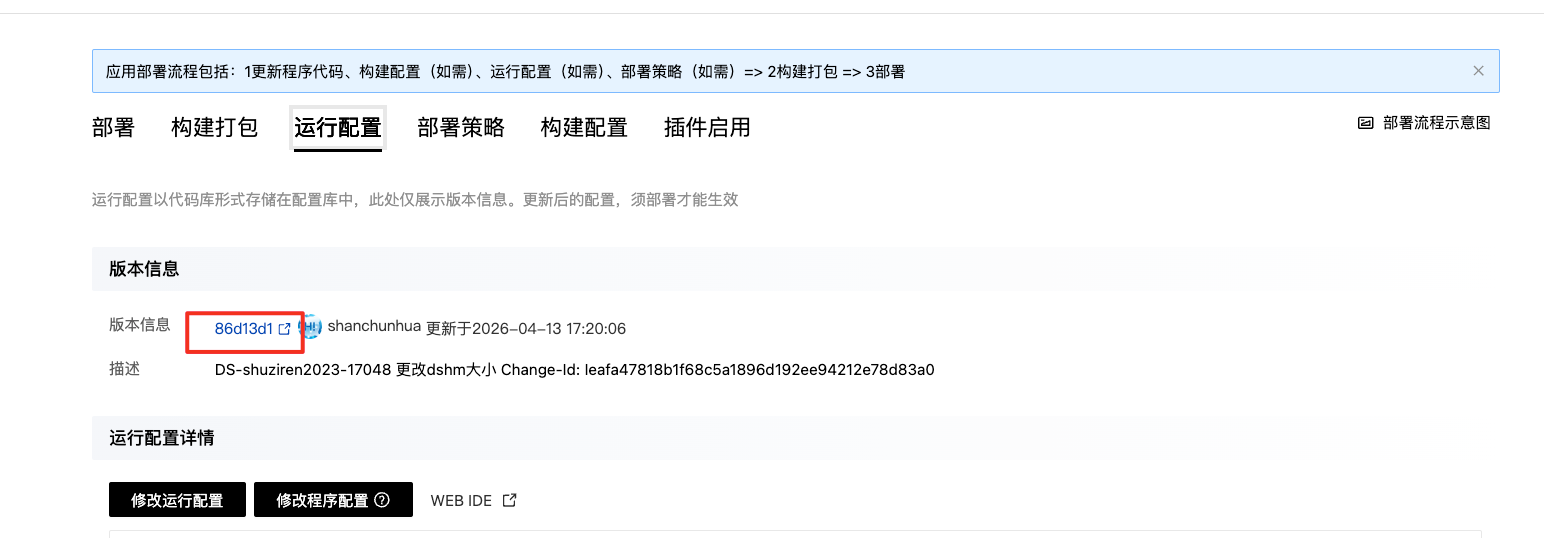 应用部署流程包括：1更新程序代码、构建配置（如需）、运行配置（如需）、部署策略（如需）=> 2构建打包 => 3部署
部署 构建打包 运行配置 部署策略 构建配置 插件启用 部署流程示意图
运行配置以代码库形式存储在配置库中，此处仅展示版本信息。更新后的配置，须部署才能生效
版本信息
版本信息 86d13d1 shanchunhua 更新于2026-04-13 17:20:06
描述 DS-shuziren2023-17048 更改dshm大小 Change-Id: Ieafa47818b1f68c5a1896d192ee94212e78d83a0
运行配置详情
修改运行配置 修改程序配置 WEB IDE